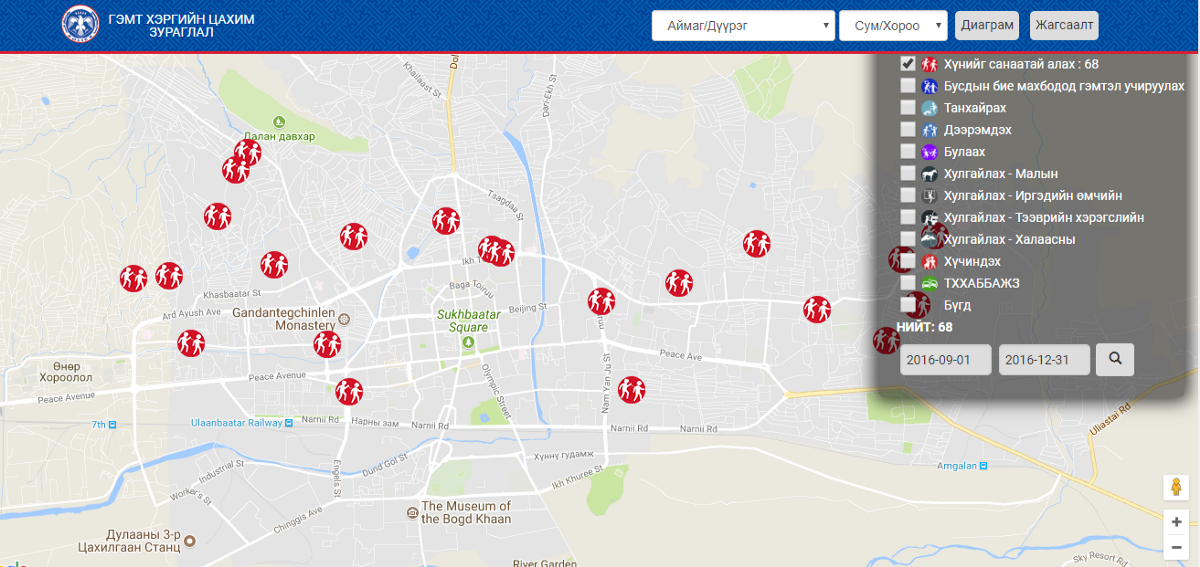 ГЭМТ ХЭРГИЙН ЦАХИМ
ЗУРАГЛАЛ
Аймаг/Дүүрэг
Сум/Хороо
Диаграм
Жагсаалт
Хүнийг санаатай алах : 68
Бусдын бие махбодод гэмтэл учируулах
Танхайрах
Дээрэмдэх
Булаах
Хулгайлах - Малын
Хулгайлах - Иргэдийн өмчийн
Хулгайлах - Тээврийн хэрэгслийн
Хулгайлах - Халаасны
Хүчиндэх
ТХХАББАЖЗ
Бүгд
НИЙТ: 68
2016-09-01
2016-12-31
Khailaast St
Dari-Ekh St
Далан давхар
Tsagdaa St
Ikh T
Baga Toiruu
Khasbaatar St
Ard Ayush Ave
Gandantegchinlen
Monastery
Beijing St
Sukhbaatar
Square
Peace Ave
Өнөр
Хороолол
Peace Avenue
Peace Avenue
Olympic Street
Nam Yan Ju St
7th
Ulaanbaatar Railway
Narnii Rd
Нарны зам
Narnii Rd
Narnii Rd
Narnii Rd
Uliastai Rd
Amgalan
Industrial St
Dund Gol St
Хүннү гудамж
Engels St
Ikh Khuree St
Worker's St
Chinggis Ave
The Museum of
the Bogd Khaan
Дулааны 3-р
Цахилгаан Станц
River Garden
Sky Resort Rd